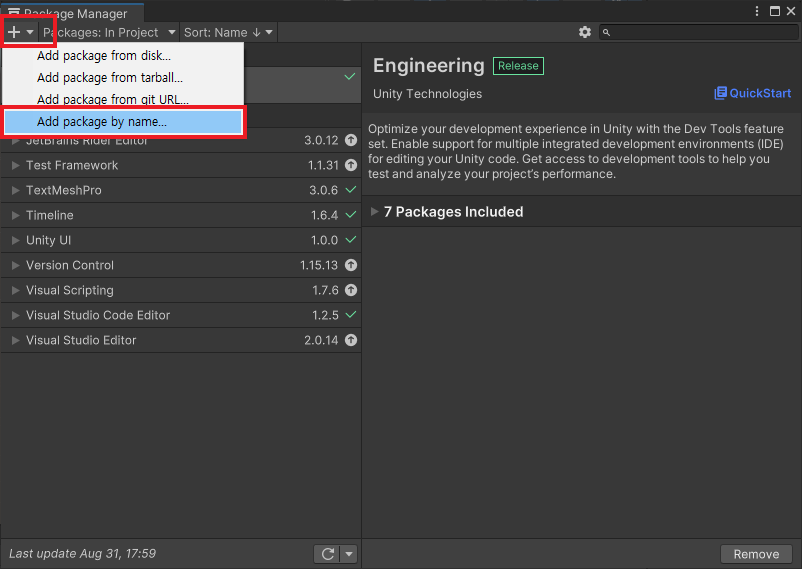 Package Manager
Packages: In Project
Sort: Name ↓
Add package from disk...
Add package from tarball...
Add package from git URL...
Add package by name...
JetBrains Rider Editor 3.0.12
Test Framework 1.1.31
TextMeshPro 3.0.6
Timeline 1.6.4
Unity UI 1.0.0
Version Control 1.15.13
Visual Scripting 1.7.6
Visual Studio Code Editor 1.2.5
Visual Studio Editor 2.0.14
Last update Aug 31, 17:59
Engineering Release
Unity Technologies
QuickStart
Optimize your development experience in Unity with the Dev Tools feature
set. Enable support for multiple integrated development environments (IDE)
for editing your Unity code. Get access to development tools to help you
test and analyze your project's performance.
7 Packages Included
Remove